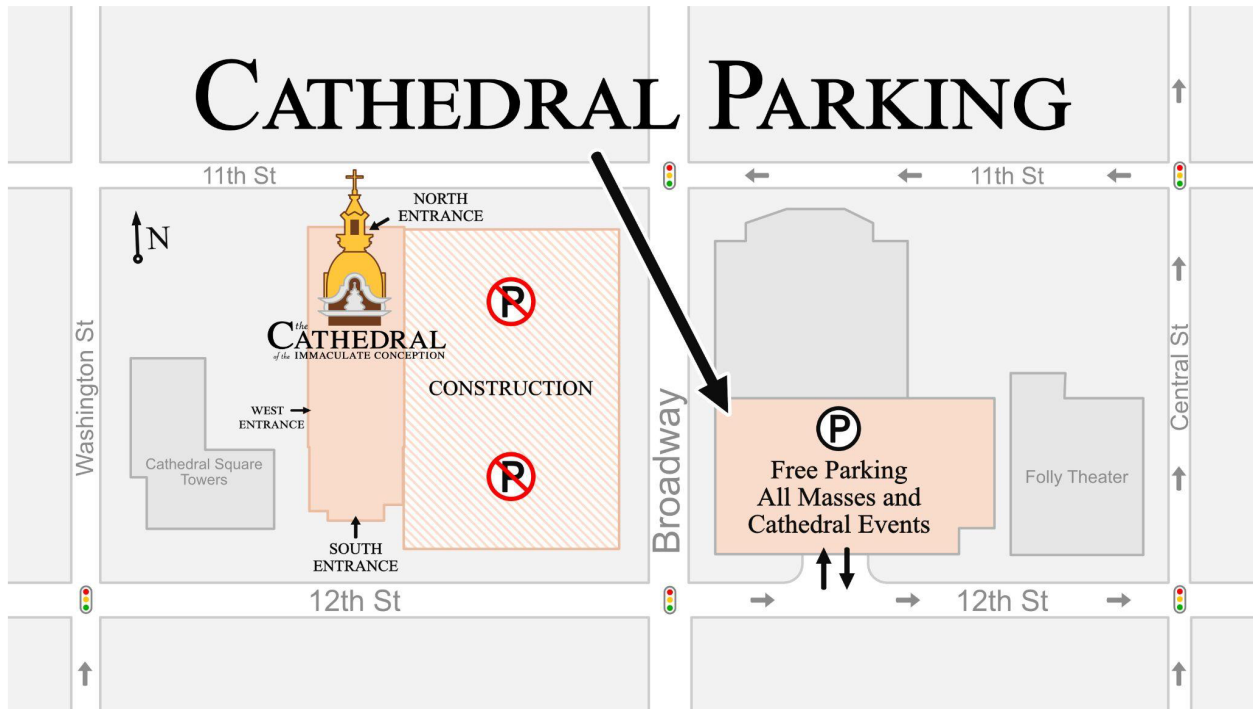 CATHEDRAL PARKING
11th St
11th St
NORTH
ENTRANCE
N
the
CATHEDRAL
of the IMMACULATE CONCEPTION
P
CONSTRUCTION
WEST
ENTRANCE
P
Cathedral Square
Towers
SOUTH
ENTRANCE
Washington St
Broadway
P
Free Parking
All Masses and
Cathedral Events
Folly Theater
Central St
12th St
12th St